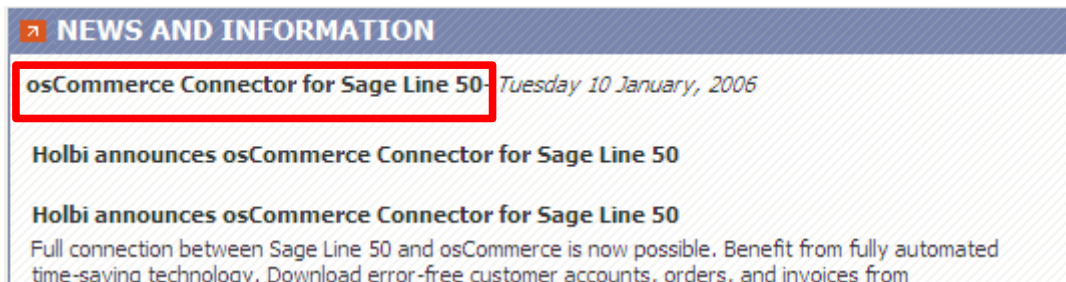 NEWS AND INFORMATION
osCommerce Connector for Sage Line 50- Tuesday 10 January, 2006
Holbi announces osCommerce Connector for Sage Line 50
Holbi announces osCommerce Connector for Sage Line 50
Full connection between Sage Line 50 and osCommerce is now possible. Benefit from fully automated
time-saving technology. Download error-free customer accounts, orders, and invoices from